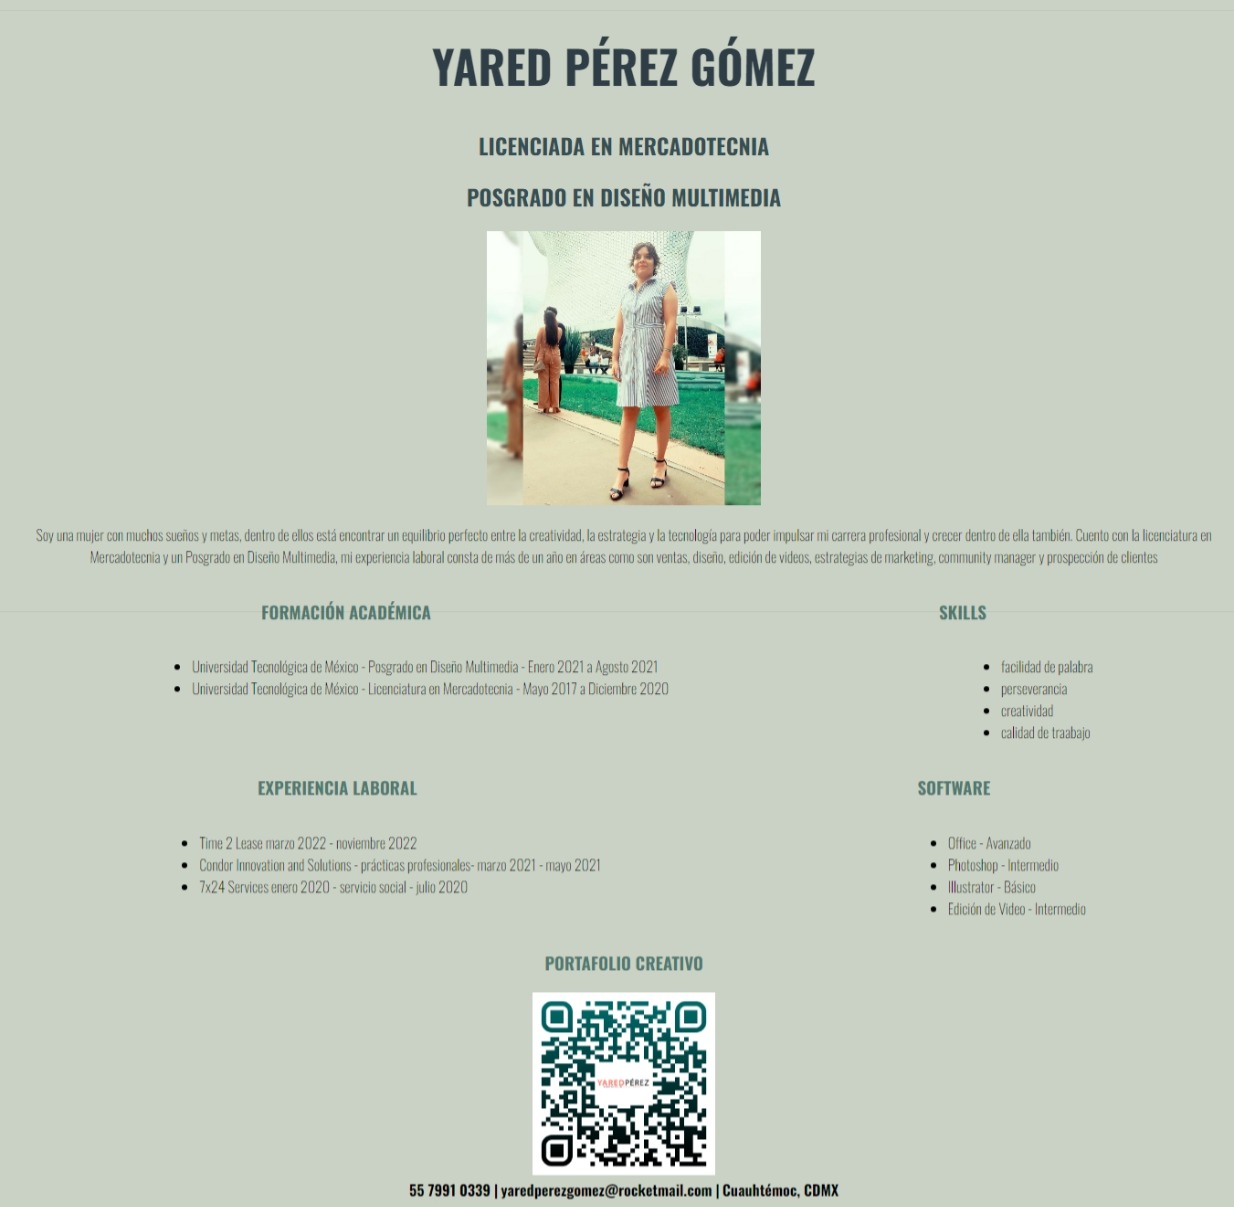 YARED PÉREZ GÓMEZ
LICENCIADA EN MERCADOTECNIA
POSGRADO EN DISEÑO MULTIMEDIA
Soy una mujer con muchos sueños y metas, dentro de ellos está encontrar un equilibrio perfecto entre la creatividad, la estrategia y la tecnología para poder impulsar mi carrera profesional y crecer dentro de ella también. Cuento con la licenciatura en
Mercadotecnia y un Posgrado en Diseño Multimedia, mi experiencia laboral consta de más de un año en áreas como son ventas, diseño, edición de videos, estrategias de marketing, community manager y prospección de clientes
FORMACIÓN ACADÉMICA
Universidad Tecnológica de México - Posgrado en Diseño Multimedia - Enero 2021 a Agosto 2021
Universidad Tecnológica de México - Licenciatura en Mercadotecnia - Mayo 2017 a Diciembre 2020
SKILLS
facilidad de palabra
perseverancia
creatividad
calidad de traabajo
EXPERIENCIA LABORAL
Time 2 Lease marzo 2022 - noviembre 2022
Condor Innovation and Solutions - prácticas profesionales- marzo 2021 - mayo 2021
7x24 Services enero 2020 - servicio social - julio 2020
SOFTWARE
Office - Avanzado
Photoshop - Intermedio
Illustrator - Básico
Edición de Video - Intermedio
PORTAFOLIO CREATIVO
YAREDPÉREZ
55 7991 0339 | yaredperezgomez@rocketmail.com | Cuauhtémoc, CDMX